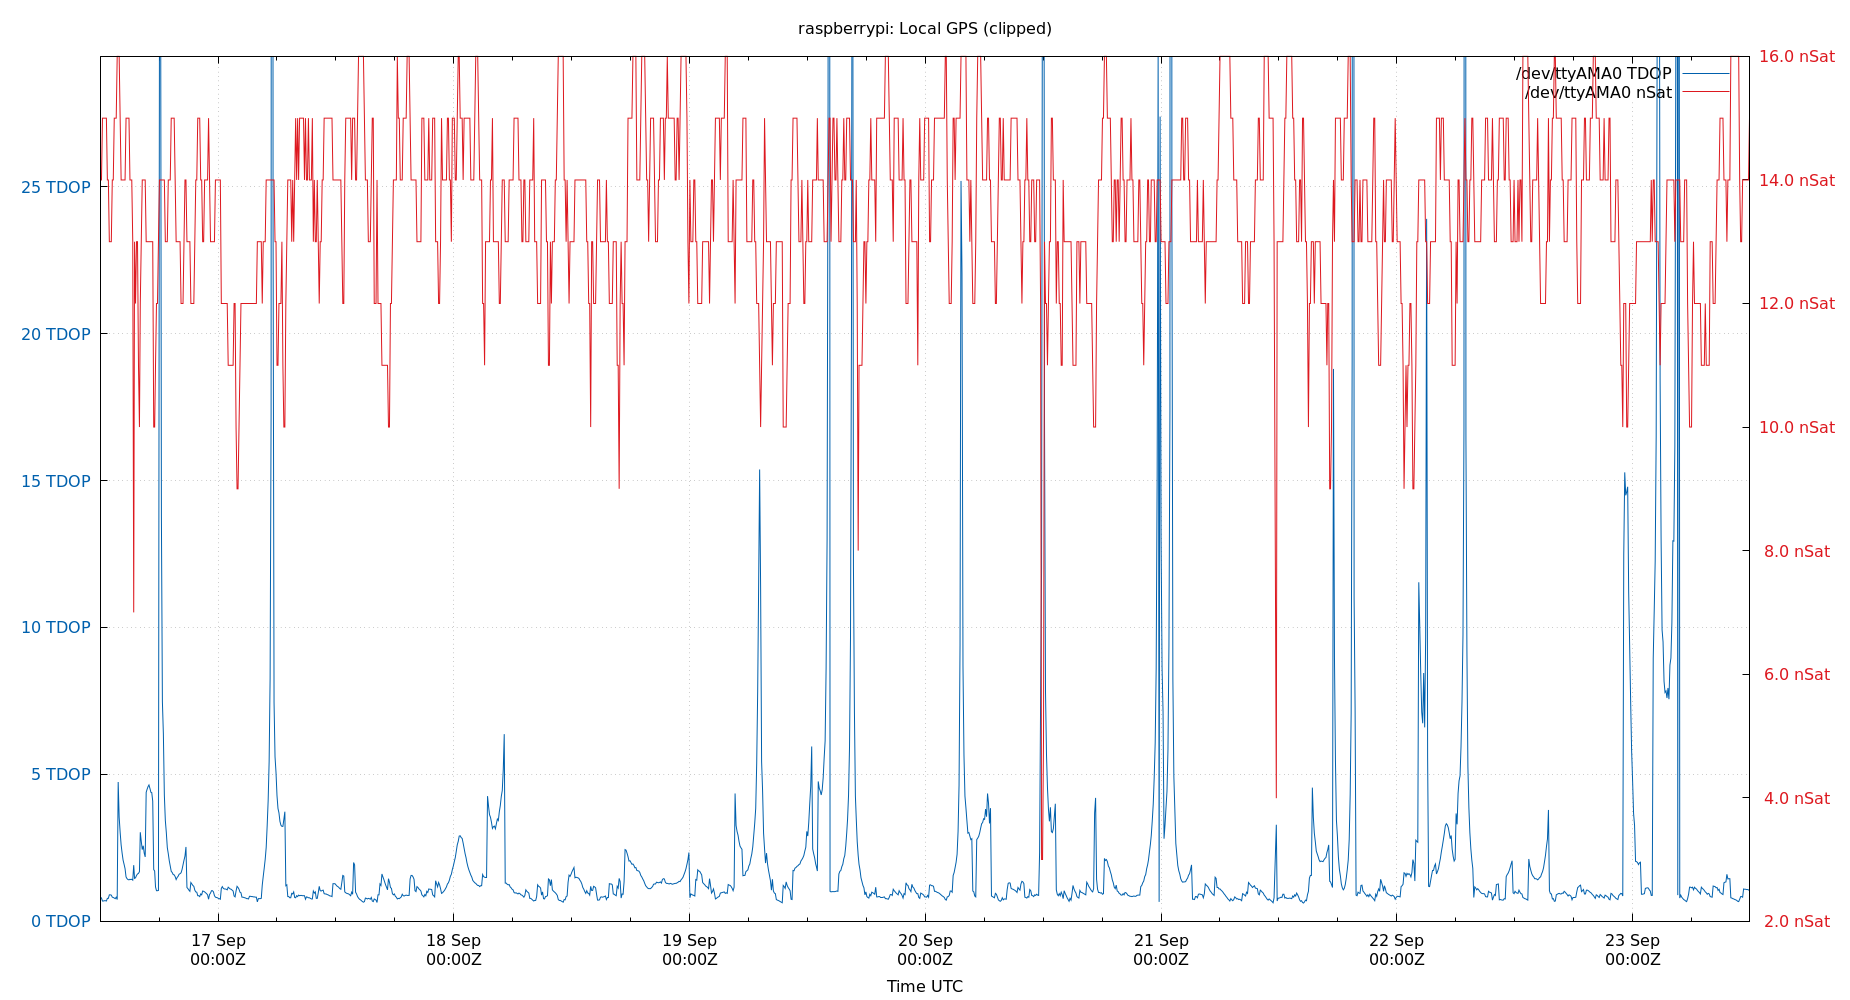 raspberrypi: Local GPS (clipped)
16.0 nSat
/dev/ttyAMA0 TDOP
/dev/ttyAMA0 nSat
25 TDOP
14.0 nSat
12.0 nSat
20 TDOP
10.0 nSat
15 TDOP
8.0 nSat
10 TDOP
6.0 nSat
5 TDOP
4.0 nSat
0 TDOP
2.0 nSat
17 Sep 18 Sep 19 Sep 20 Sep 21 Sep 22 Sep 23 Sep
00:00Z 00:00Z 00:00Z 00:00Z 00:00Z 00:00Z 00:00Z
Time UTC